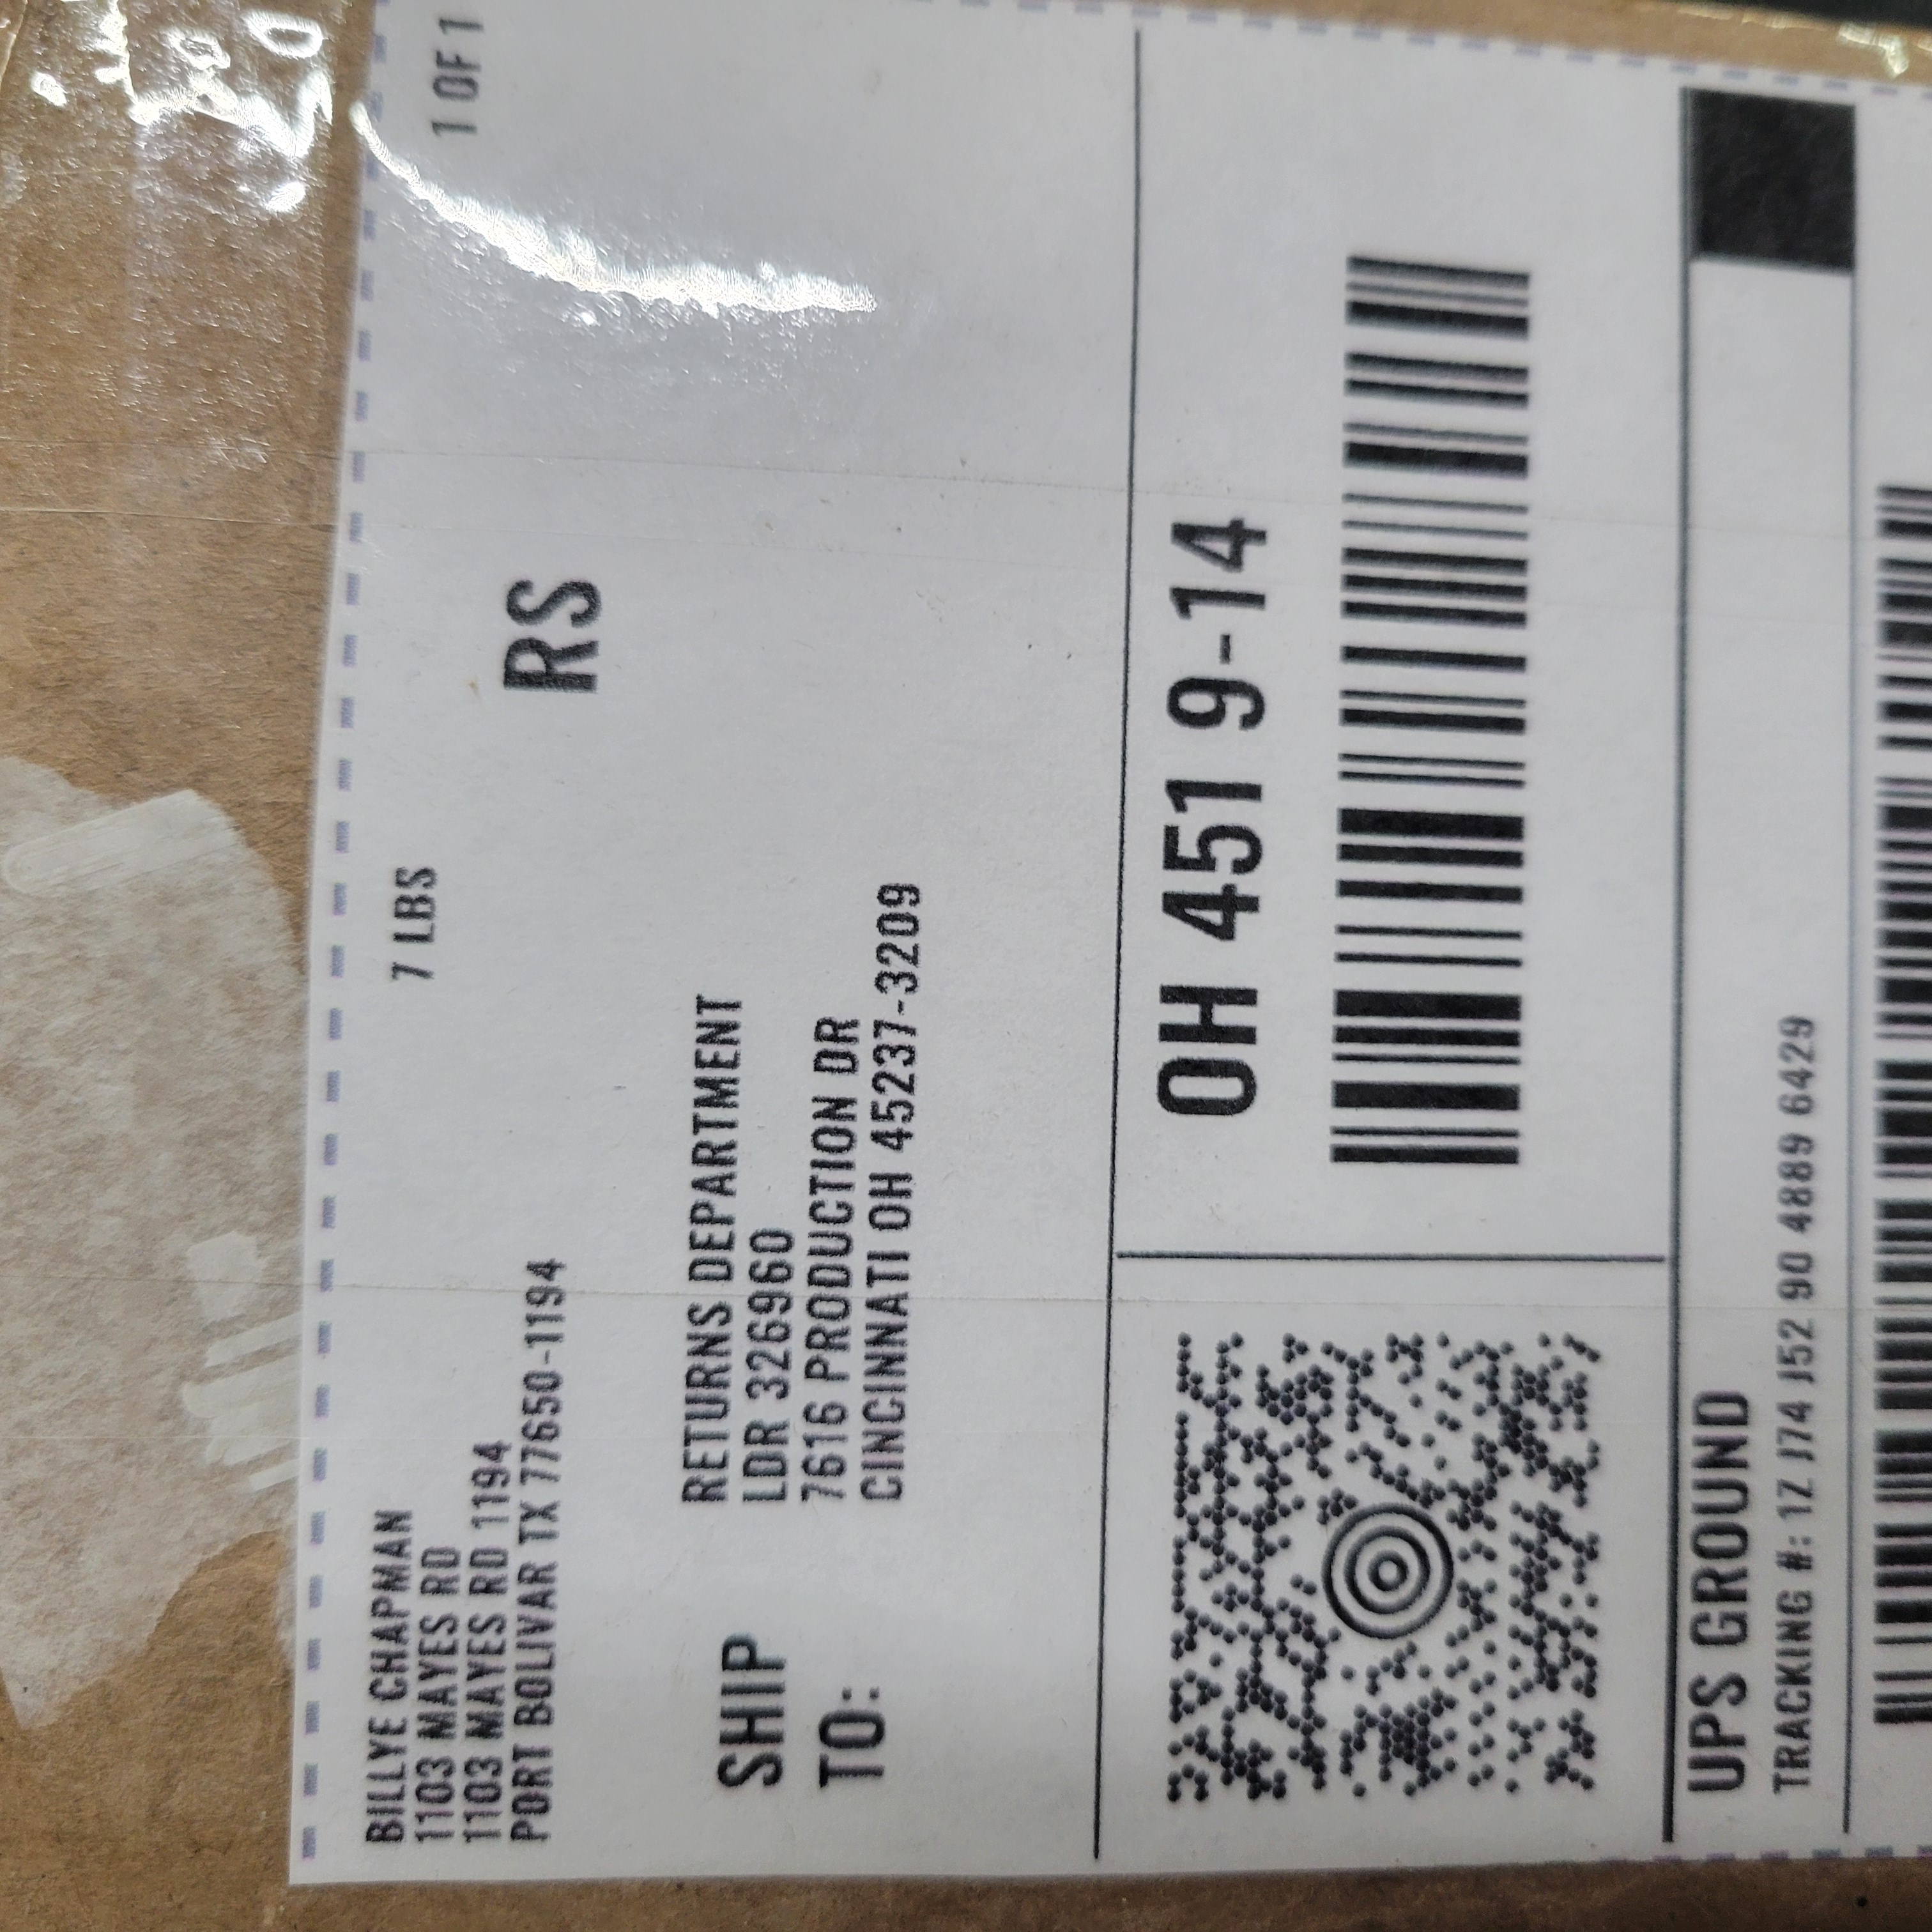 BILLYE CHAPMAN
1103 MAYES RD
1103 MAYES RD 1194
PORT BOLIVAR TX 77650-1194
7 LBS
1 OF 1
RS
SHIP TO:
RETURNS DEPARTMENT
LDR 326960
7616 PRODUCTION DR
CINCINNATI OH 45237-3209
OH 451 9-14
UPS GROUND
TRACKING #: 1Z J74 J52 90 4889 6429